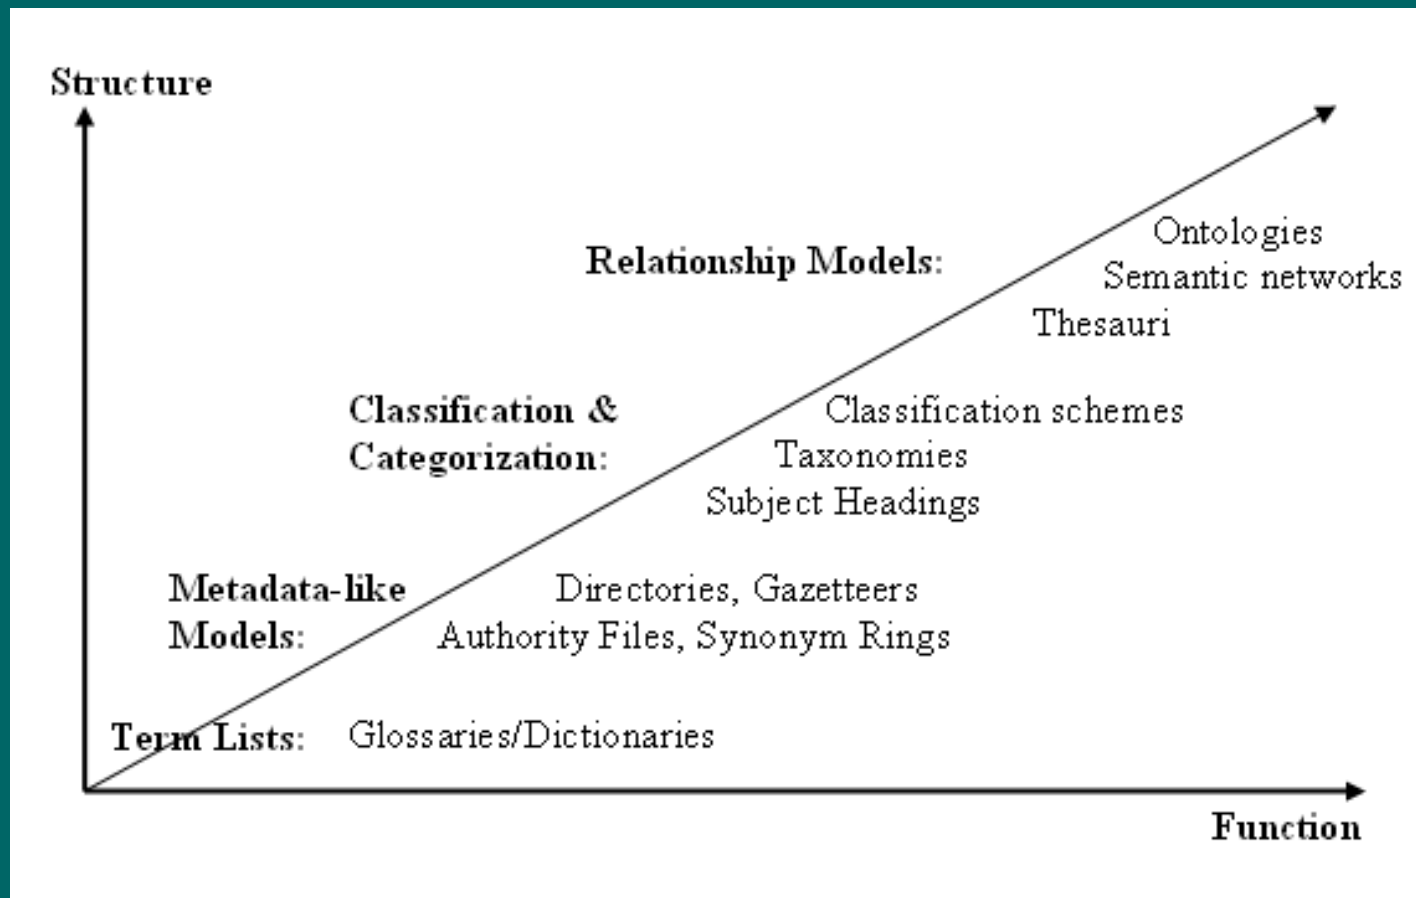 Structure
Ontologies
Relationship Models:
Semantic networks
Thesauri
Classification & Classification schemes
Categorization: Taxonomies
Subject Headings
Metadata-like Directories, Gazetteers
Models: Authority Files, Synonym Rings
Term Lists: Glossaries/Dictionaries
Function